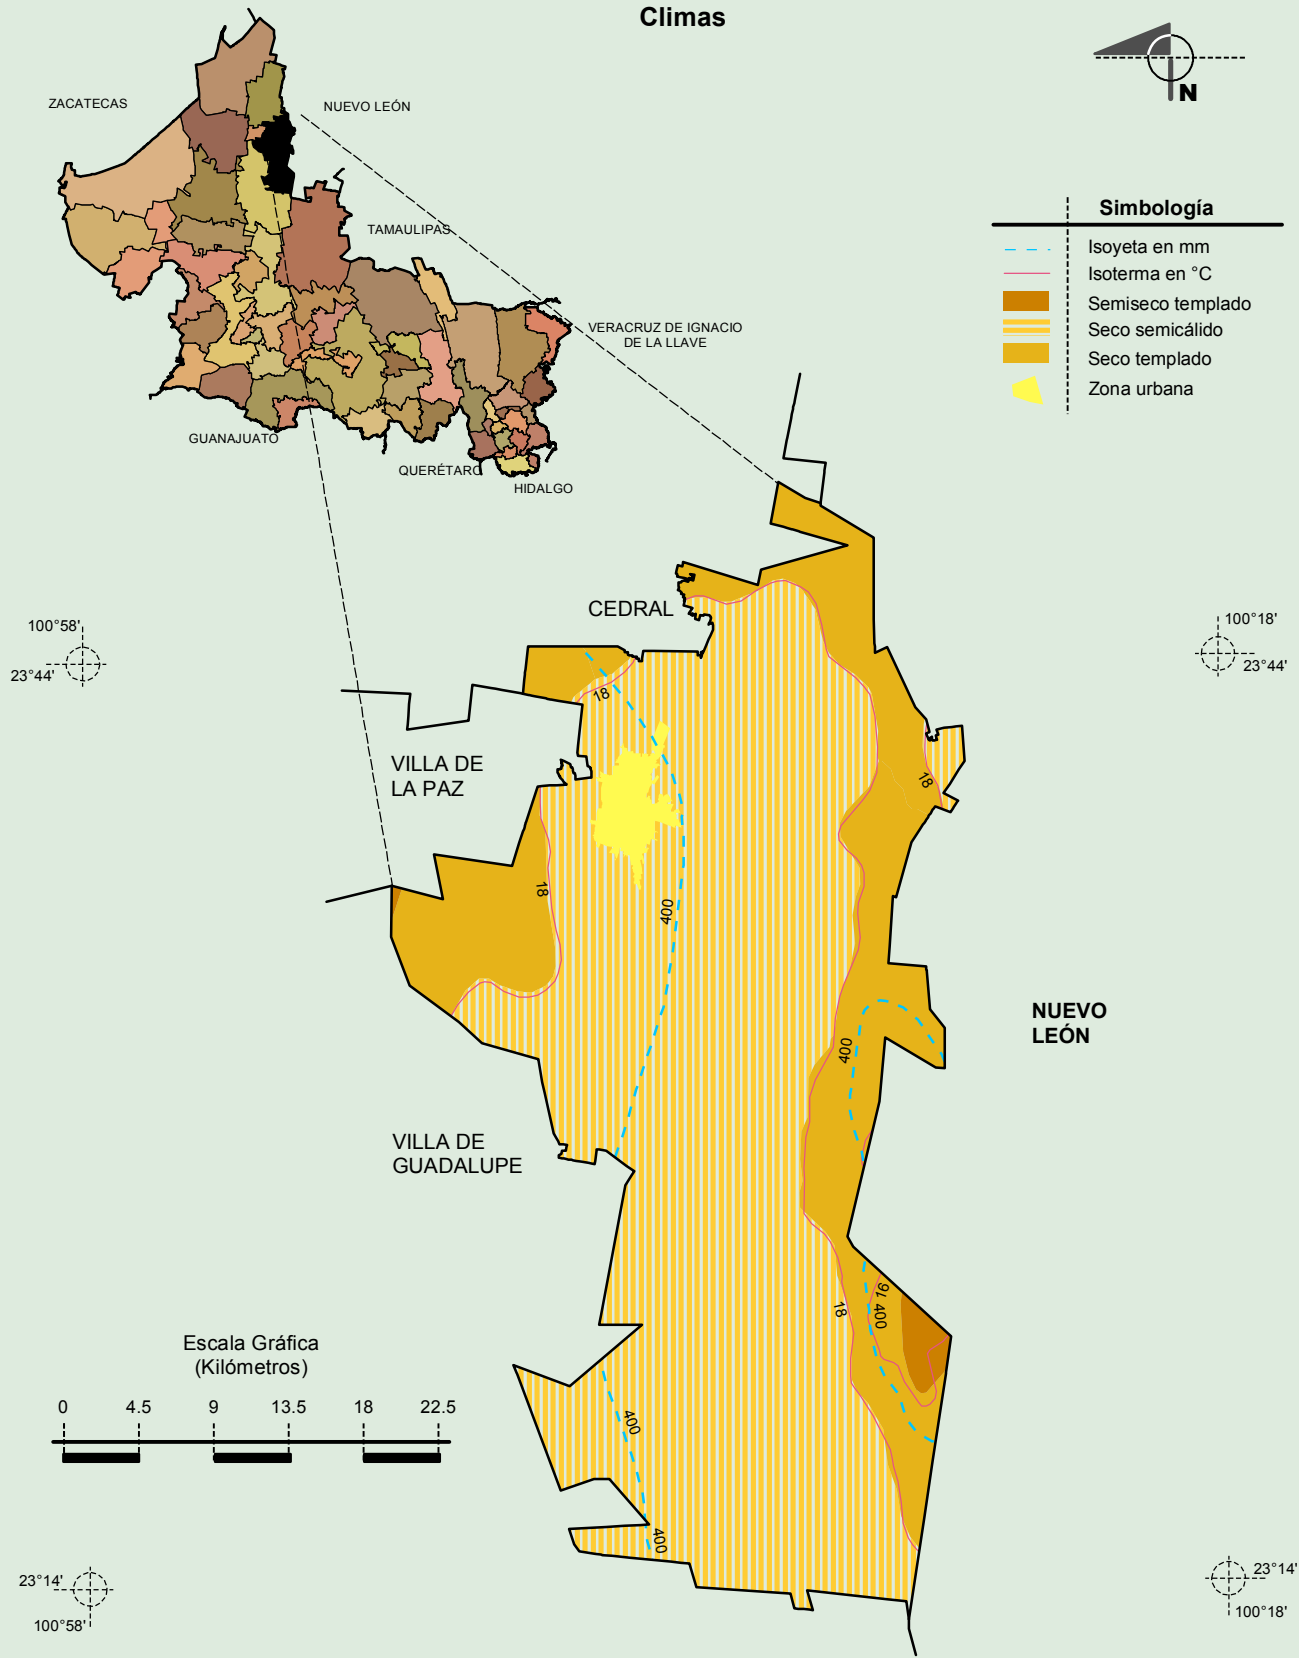 Climas
N
ZACATECAS
NUEVO LEÓN
TAMAULIPAS
VERACRUZ DE IGNACIO
DE LA LLAVE
GUANAJUATO
QUERÉTARO
HIDALGO
Simbología
Isoyeta en mm
Isoterma en °C
Semiseco templado
Seco semicálido
Seco templado
Zona urbana
100°58'
23°44'
100°18'
23°44'
CEDRAL
18
VILLA DE
LA PAZ
18
18
400
NUEVO
LEÓN
400
VILLA DE
GUADALUPE
16
400
18
Escala Gráfica
(Kilómetros)
0 4.5 9 13.5 18 22.5
400
400
23°14'
100°58'
23°14'
100°18'